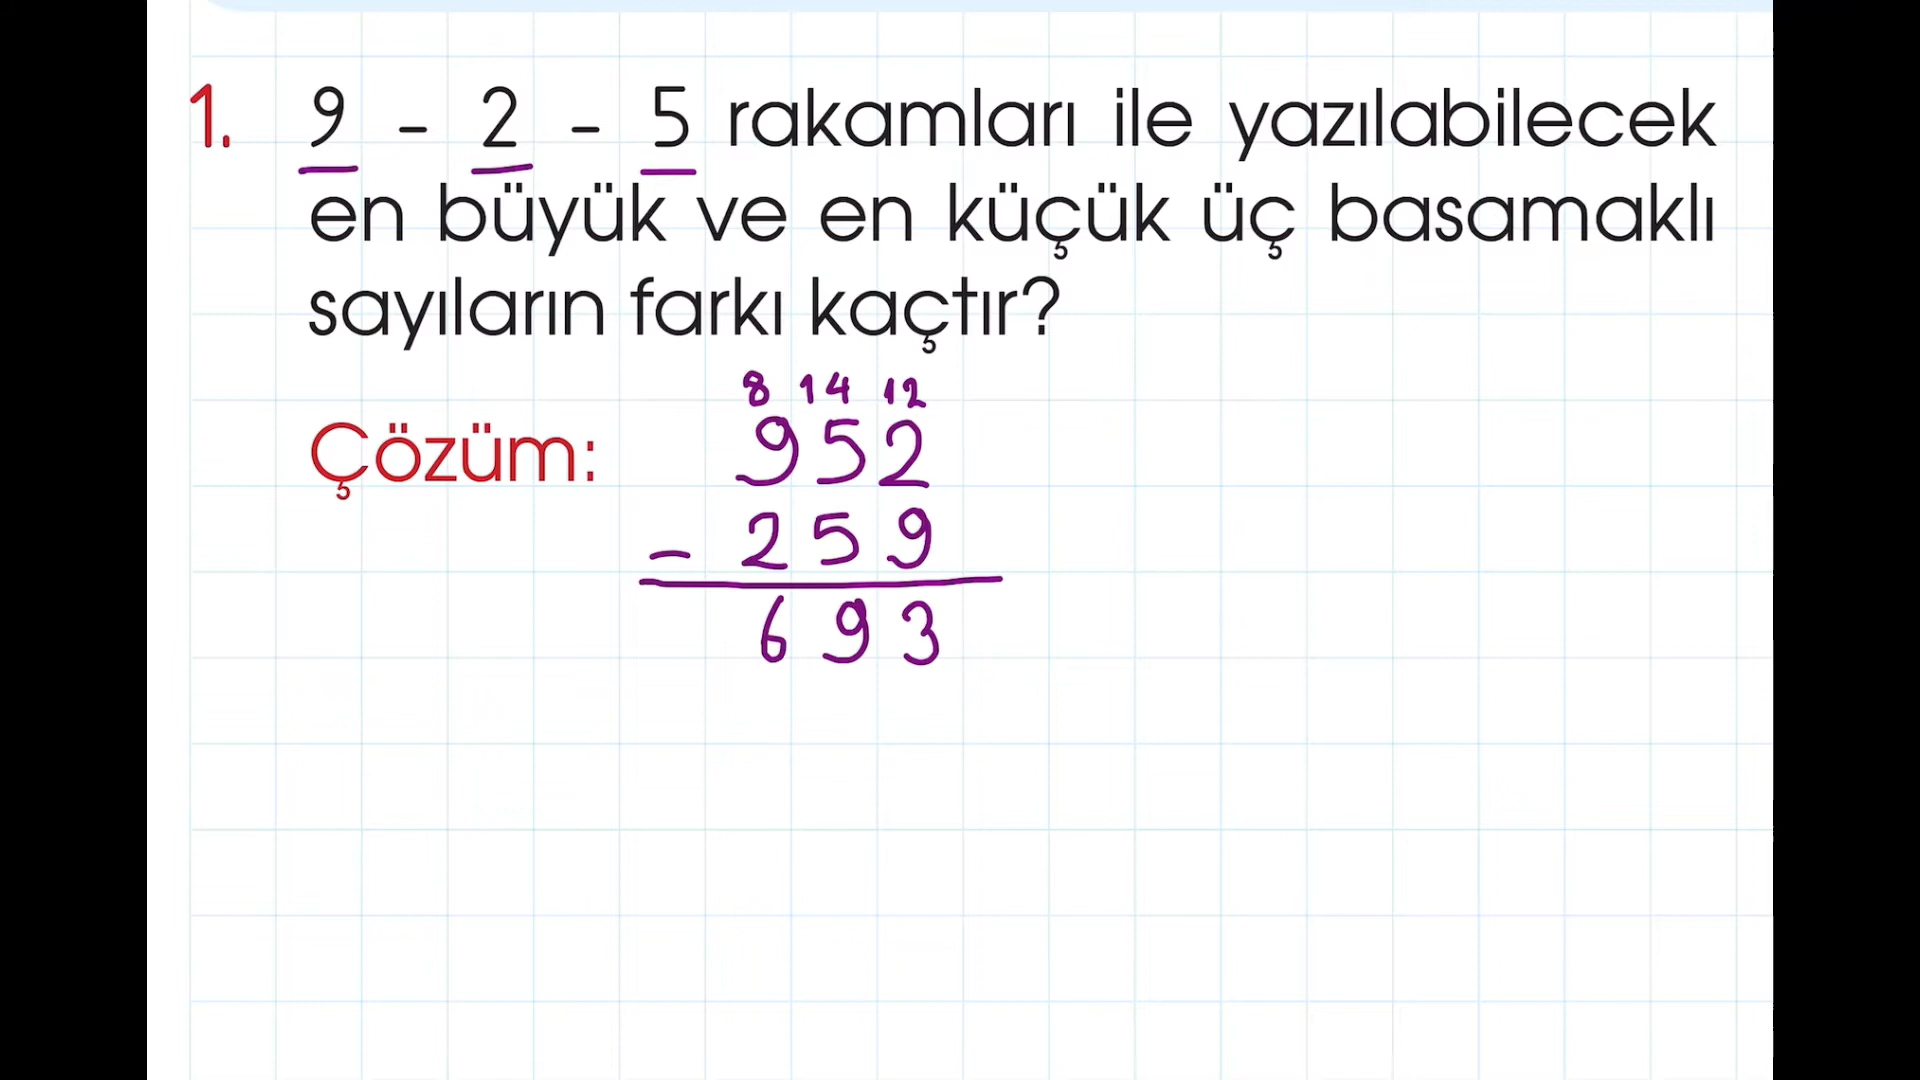 1. 9 - 2 - 5 rakamları ile yazılabilecek
en büyük ve en küçük üç basamaklı
sayıların farkı kaçtır?
8 14 12
Çözüm: 952
- 259
693